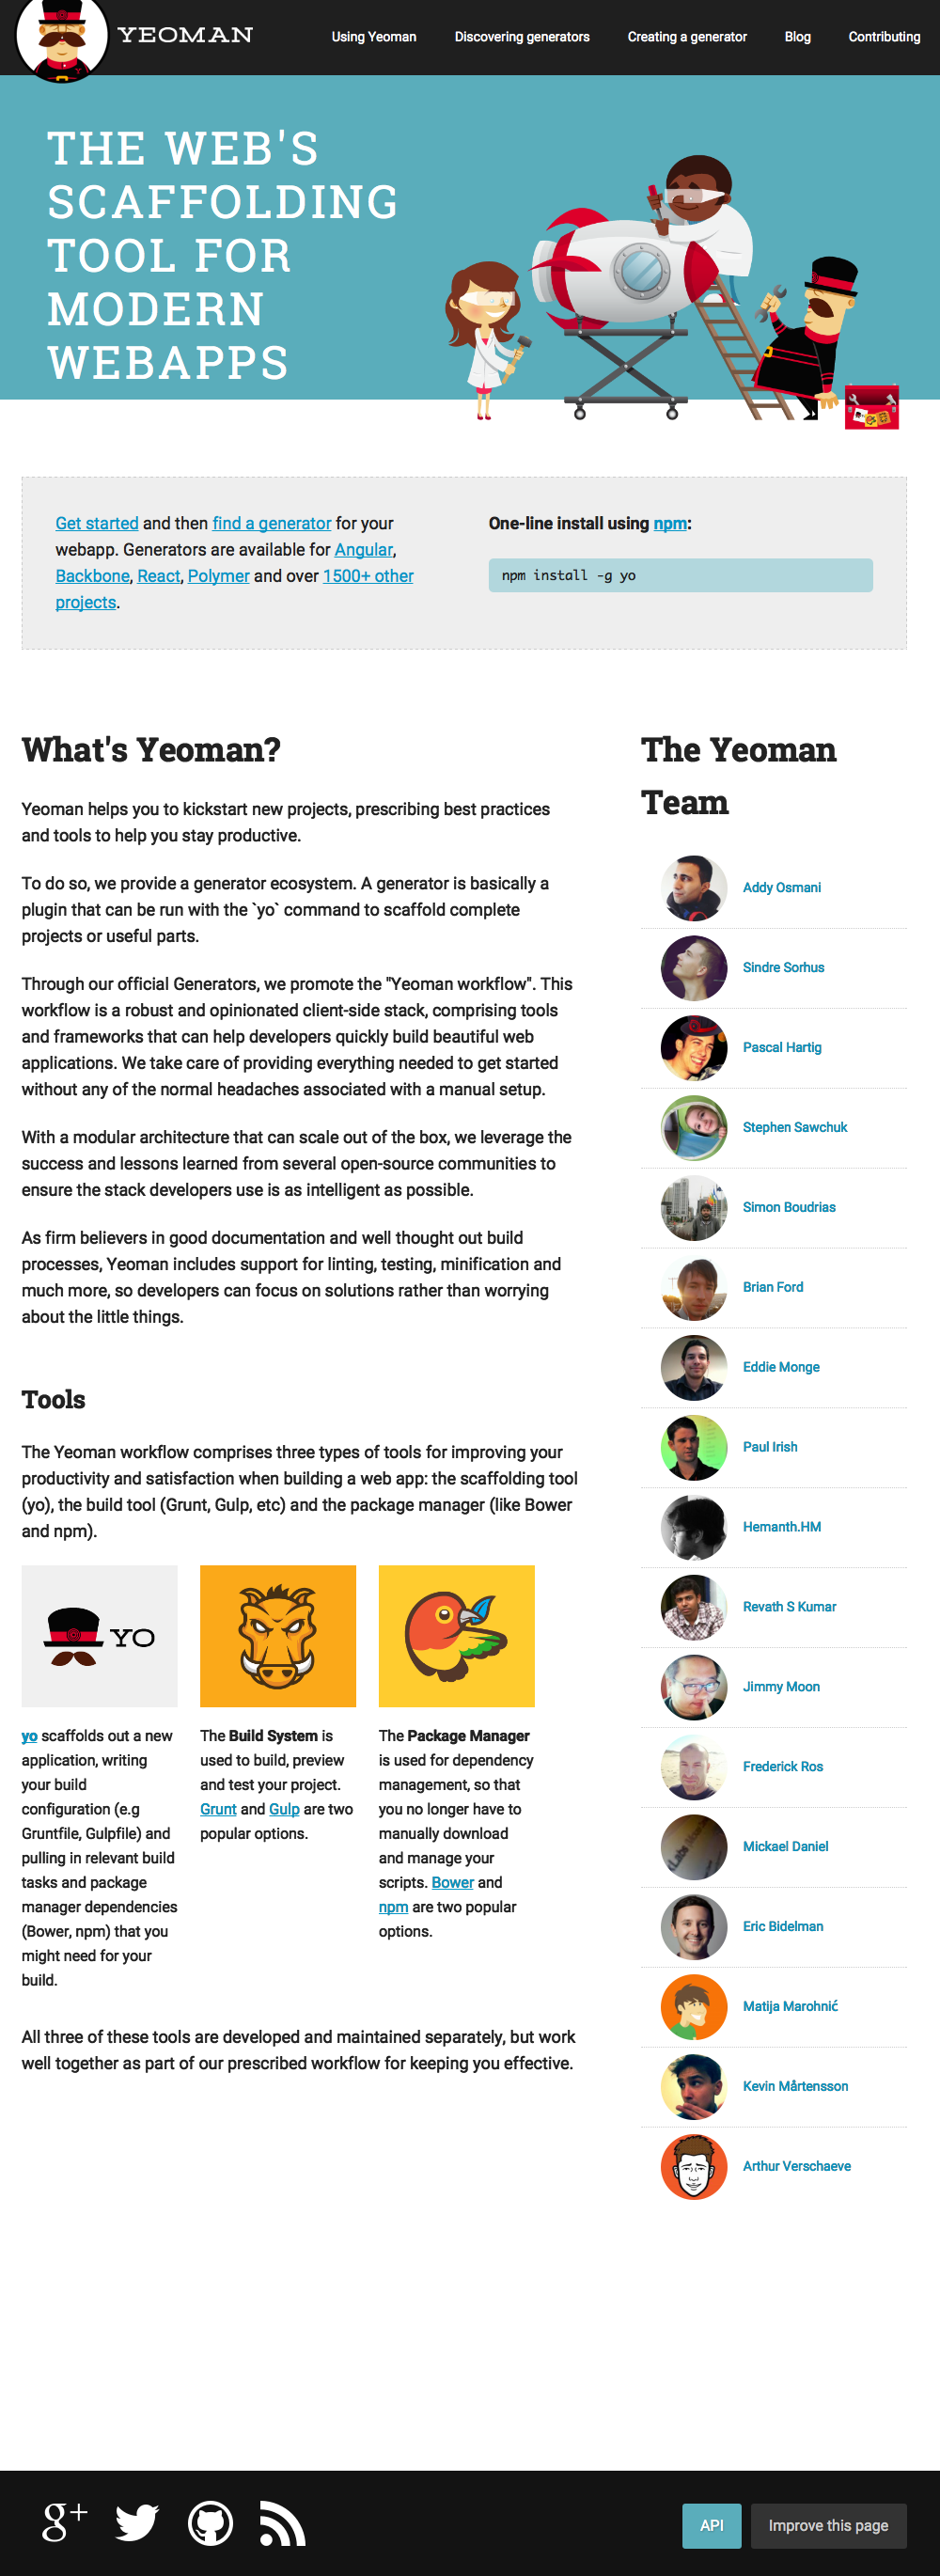 YEOMAN
Using Yeoman
Discovering generators
Creating a generator
Blog
Contributing
THE WEB'S
SCAFFOLDING
TOOL FOR
MODERN
WEBAPPS
Get started and then find a generator for your
webapp. Generators are available for Angular,
Backbone, React, Polymer and over 1500+ other
projects.
One-line install using npm:
npm install -g yo
What's Yeoman?
Yeoman helps you to kickstart new projects, prescribing best practices
and tools to help you stay productive.
To do so, we provide a generator ecosystem. A generator is basically a
plugin that can be run with the `yo` command to scaffold complete
projects or useful parts.
Through our official Generators, we promote the "Yeoman workflow". This
workflow is a robust and opinionated client-side stack, comprising tools
and frameworks that can help developers quickly build beautiful web
applications. We take care of providing everything needed to get started
without any of the normal headaches associated with a manual setup.
With a modular architecture that can scale out of the box, we leverage the
success and lessons learned from several open-source communities to
ensure the stack developers use is as intelligent as possible.
As firm believers in good documentation and well thought out build
processes, Yeoman includes support for linting, testing, minification and
much more, so developers can focus on solutions rather than worrying
about the little things.
Tools
The Yeoman workflow comprises three types of tools for improving your
productivity and satisfaction when building a web app: the scaffolding tool
(yo), the build tool (Grunt, Gulp, etc) and the package manager (like Bower
and npm).
YO
yo scaffolds out a new
application, writing
your build
configuration (e.g
Gruntfile, Gulpfile) and
pulling in relevant build
tasks and package
manager dependencies
(Bower, npm) that you
might need for your
build.
The Build System is
used to build, preview
and test your project.
Grunt and Gulp are two
popular options.
The Package Manager
is used for dependency
management, so that
you no longer have to
manually download
and manage your
scripts. Bower and
npm are two popular
options.
All three of these tools are developed and maintained separately, but work
well together as part of our prescribed workflow for keeping you effective.
The Yeoman
Team
Addy Osmani
Sindre Sorhus
Pascal Hartig
Stephen Sawchuk
Simon Boudrias
Brian Ford
Eddie Monge
Paul Irish
Hemanth.HM
Revath S Kumar
Jimmy Moon
Frederick Ros
Mickael Daniel
Eric Bidelman
Matija Marohnić
Kevin Mårtensson
Arthur Verschaeve
g+
API
Improve this page